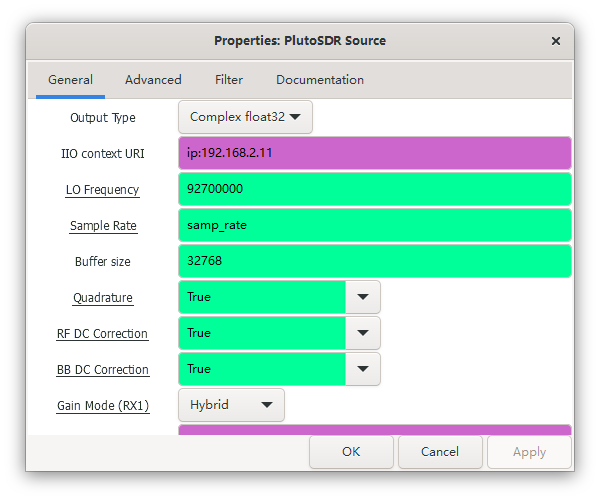 Properties: PlutoSDR Source
General Advanced Filter Documentation
Output Type Complex float32
IIO context URI ip:192.168.2.11
LO Frequency 92700000
Sample Rate samp_rate
Buffer size 32768
Quadrature True
RF DC Correction True
BB DC Correction True
Gain Mode (RX1) Hybrid
OK Cancel Apply